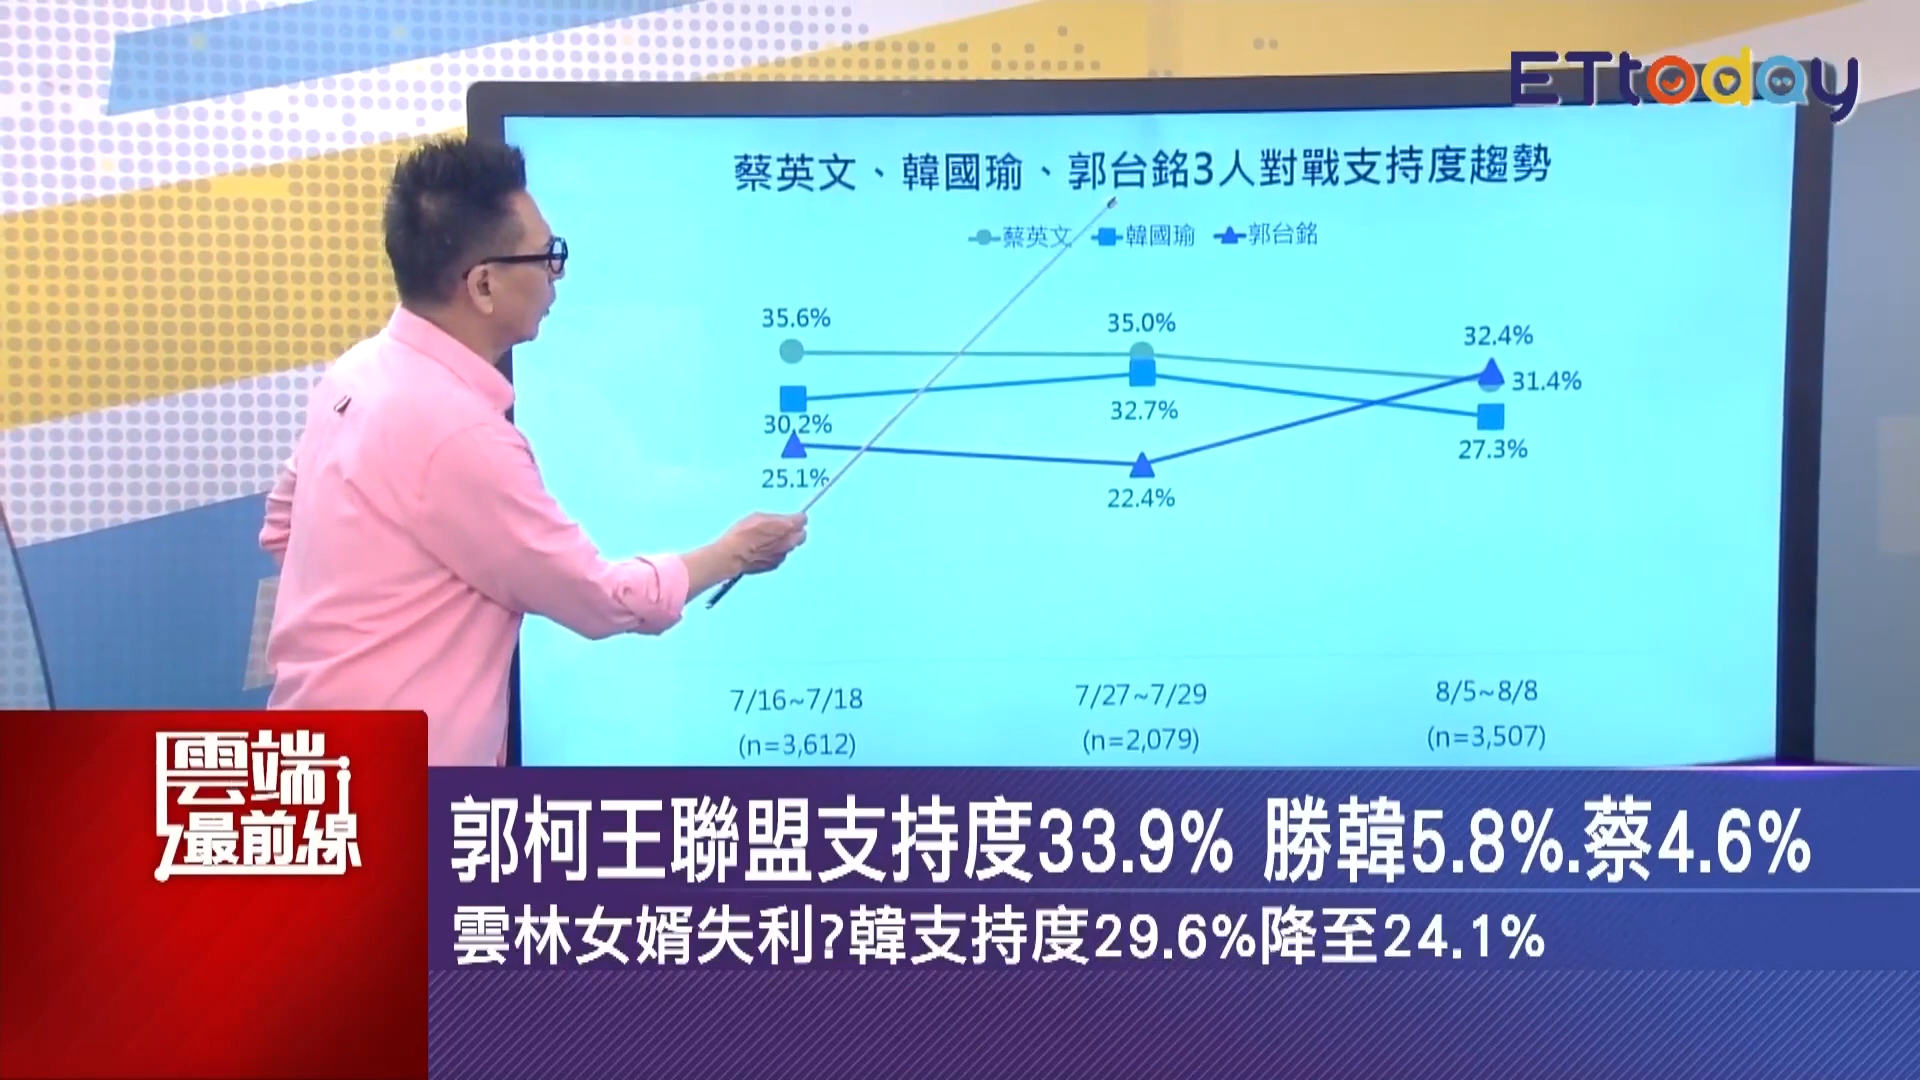 ETtoday
蔡英文、韓國瑜、郭台銘3人對戰支持度趨勢
蔡英文 韓國瑜 郭台銘
35.6% 35.0% 32.4%
31.4%
30.2% 32.7% 27.3%
25.1% 22.4%
7/16~7/18 7/27~7/29 8/5~8/8
(n=3,612) (n=2,079) (n=3,507)
雲端
最前線
郭柯王聯盟支持度33.9% 勝韓5.8%.蔡4.6%
雲林女婿失利?韓支持度29.6%降至24.1%